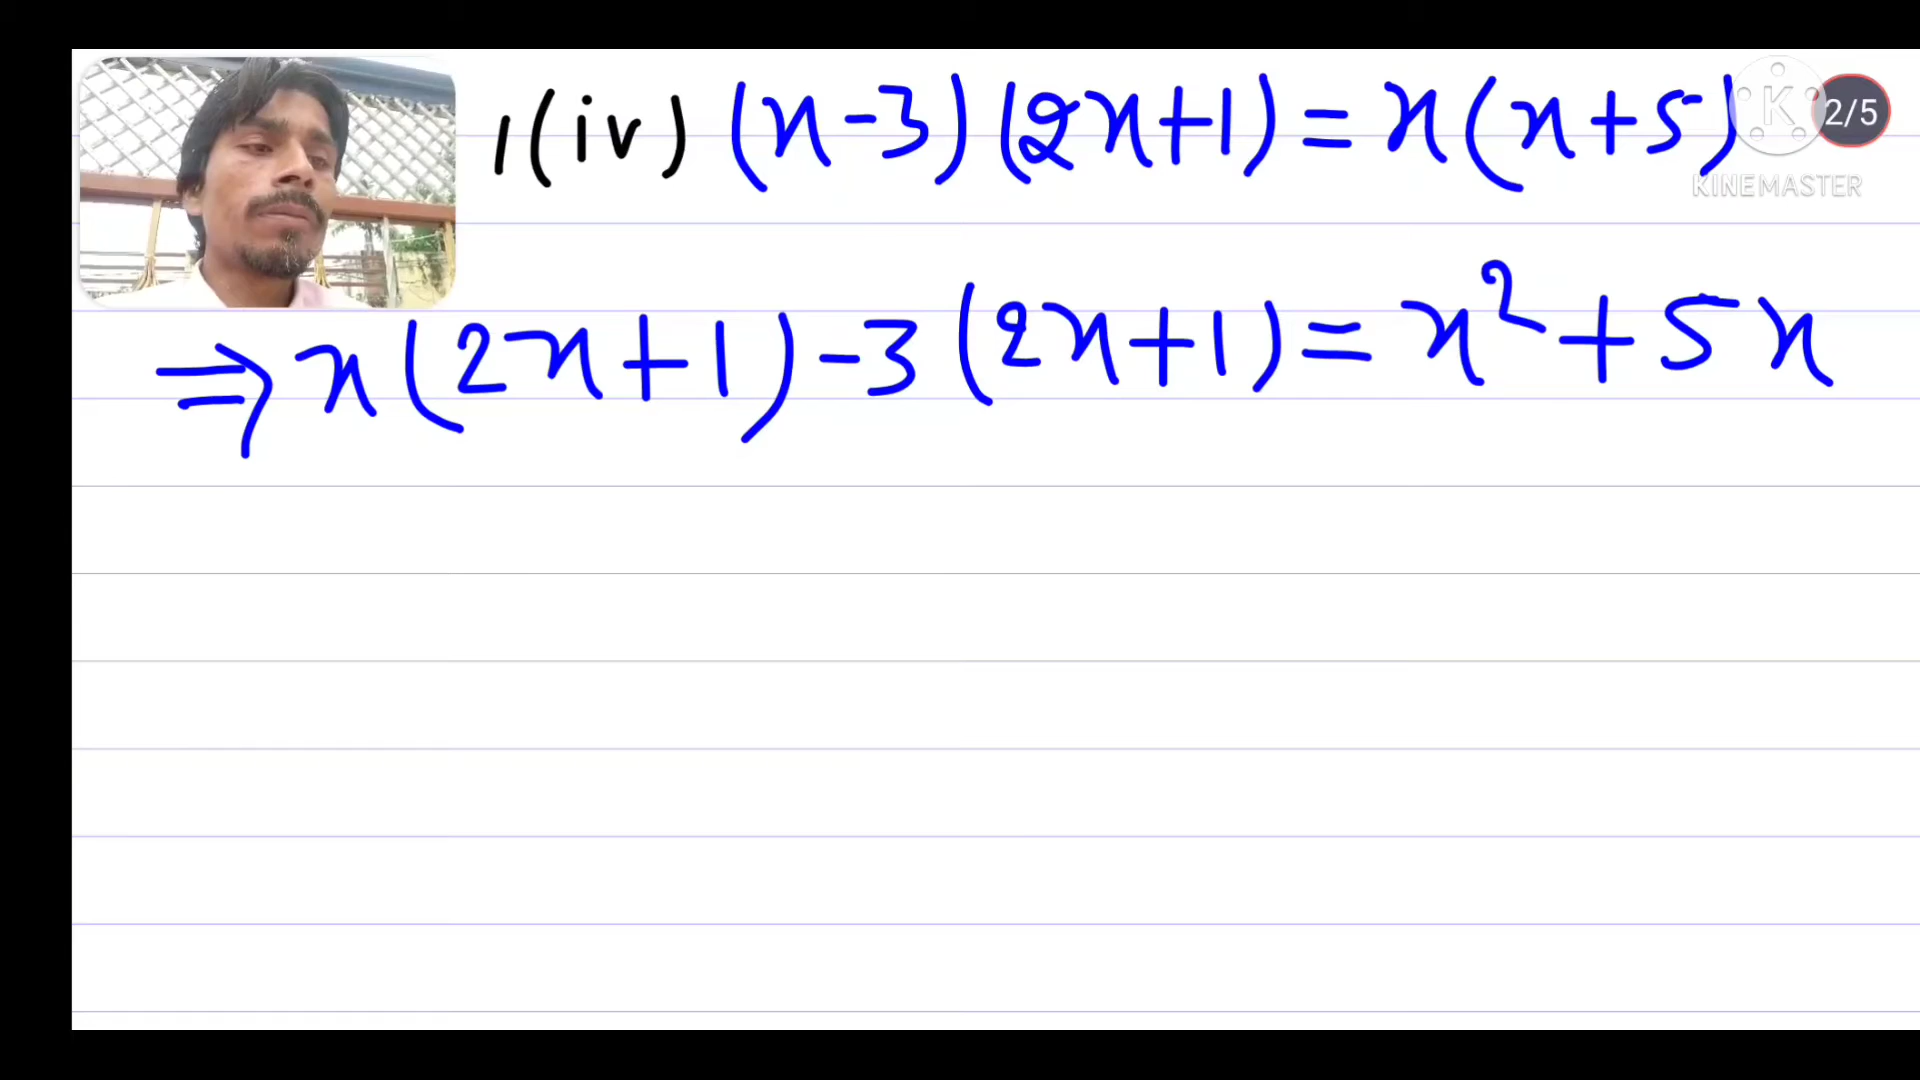 1(iv) (x-3)(2x+1)=x(x+5)
2/5
KINEMASTER
⇒x(2x+1)-3(2x+1)=x²+5x